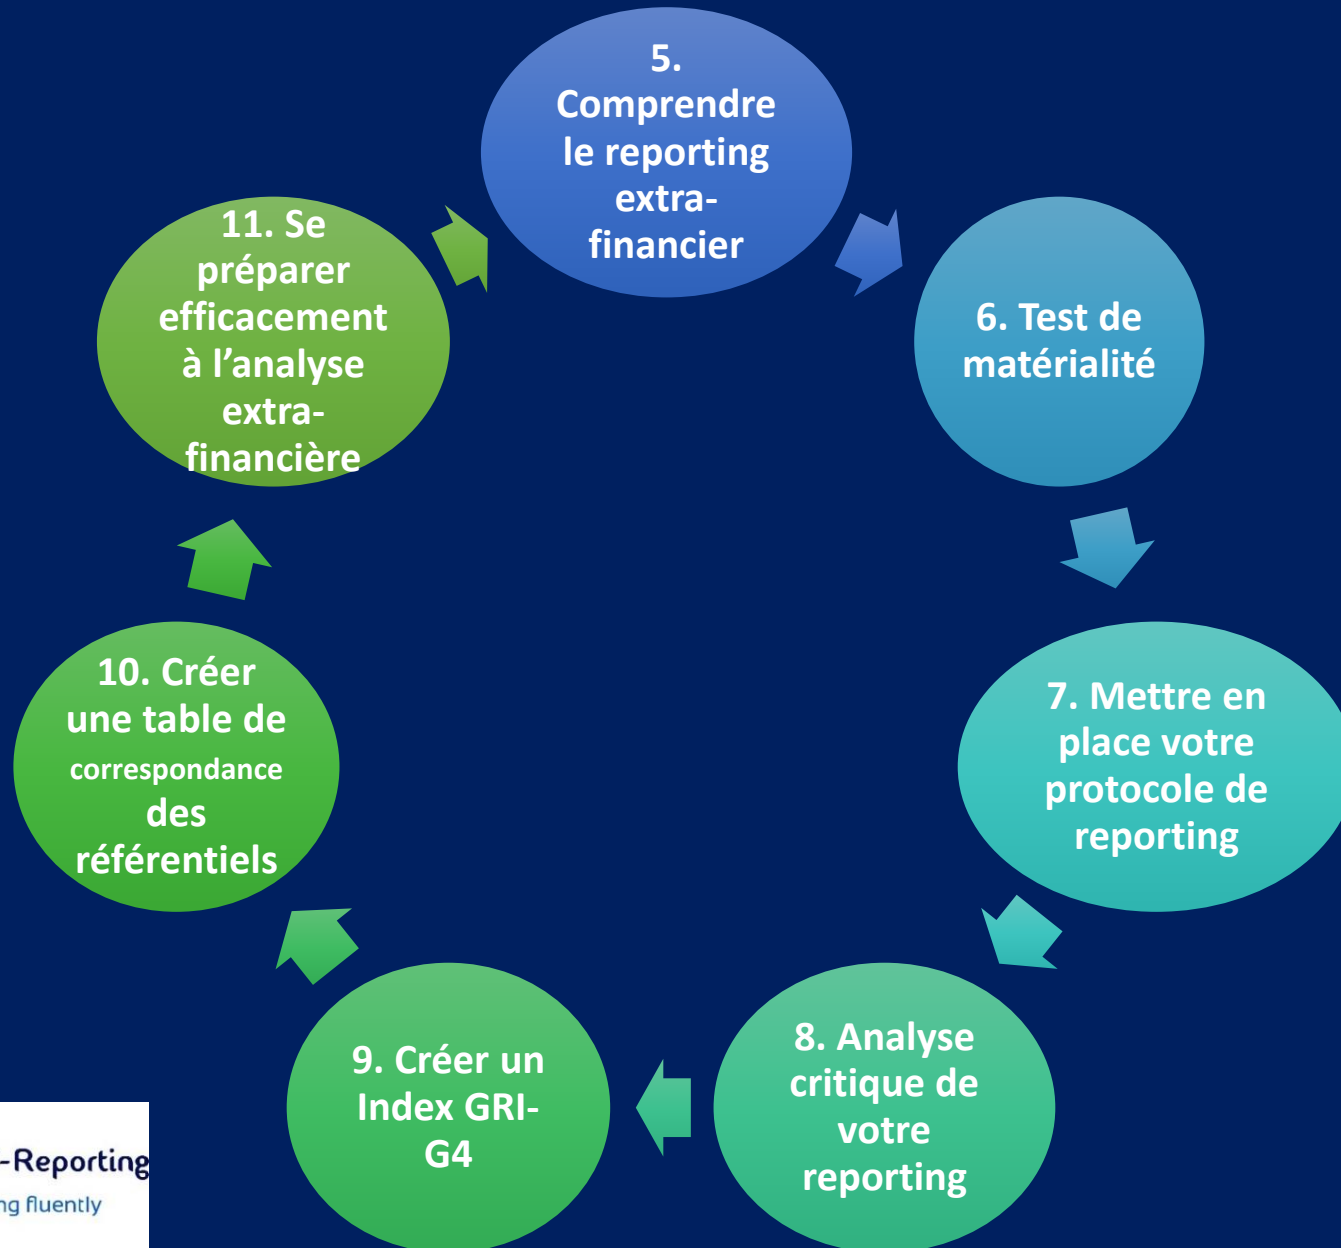 5.
Comprendre
le reporting
extra-
financier
6. Test de
matérialité
7. Mettre en
place votre
protocole de
reporting
8. Analyse
critique de
votre
reporting
9. Créer un
Index GRI-
G4
10. Créer
une table de
correspondance
des
référentiels
11. Se
préparer
efficacement
à l’analyse
extra-
financière
-Reporting
fluently